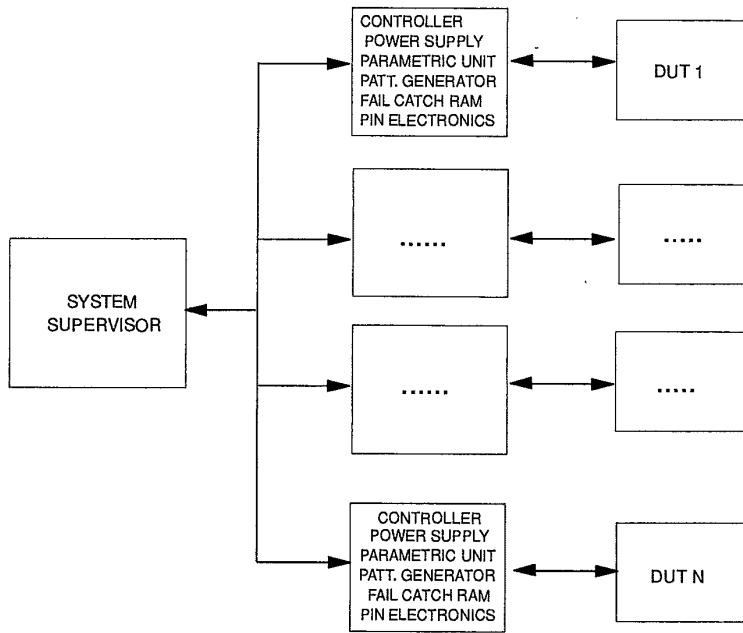 CONTROLLER
POWER SUPPLY
PARAMETRIC UNIT
PATT. GENERATOR
FAIL CATCH RAM
PIN ELECTRONICS
DUT 1
......
.....
SYSTEM
SUPERVISOR
......
.....
CONTROLLER
POWER SUPPLY
PARAMETRIC UNIT
PATT. GENERATOR
FAIL CATCH RAM
PIN ELECTRONICS
DUT N